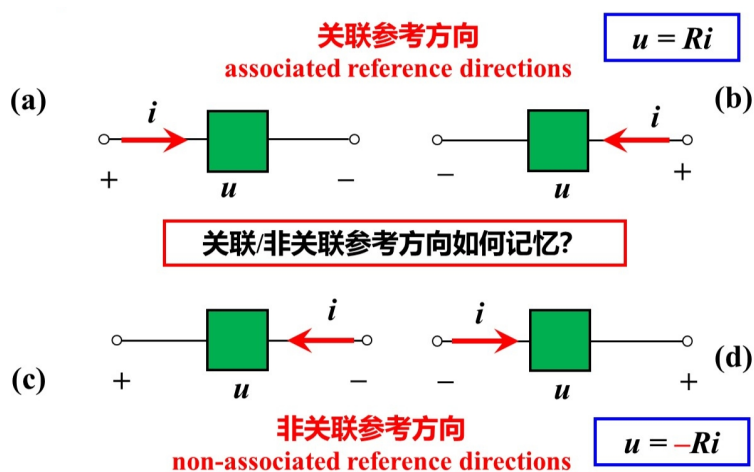 关联参考方向
associated reference directions
u = Ri
(a)
i
+
u
−
(b)
i
−
u
+
关联/非关联参考方向如何记忆?
(c)
i
+
u
−
(d)
i
−
u
+
非关联参考方向
non-associated reference directions
u = –Ri